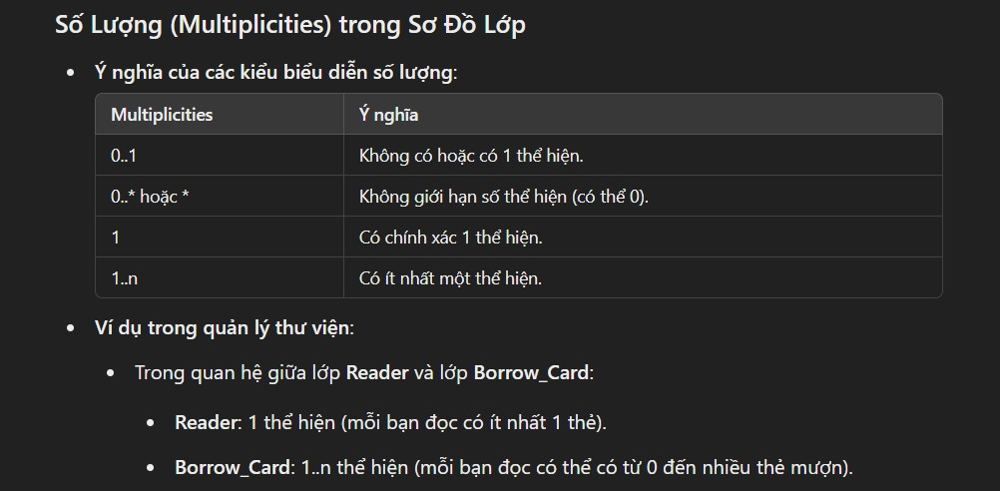 Số Lượng (Multiplicities) trong Sơ Đồ Lớp
Ý nghĩa của các kiểu biểu diễn số lượng:
Multiplicities Ý nghĩa
0..1 Không có hoặc có 1 thể hiện.
0..* hoặc * Không giới hạn số thể hiện (có thể 0).
1 Có chính xác 1 thể hiện.
1..n Có ít nhất một thể hiện.
Ví dụ trong quản lý thư viện:
Trong quan hệ giữa lớp Reader và lớp Borrow_Card:
Reader: 1 thể hiện (mỗi bạn đọc có ít nhất 1 thẻ).
Borrow_Card: 1..n thể hiện (mỗi bạn đọc có thể có từ 0 đến nhiều thẻ mượn).